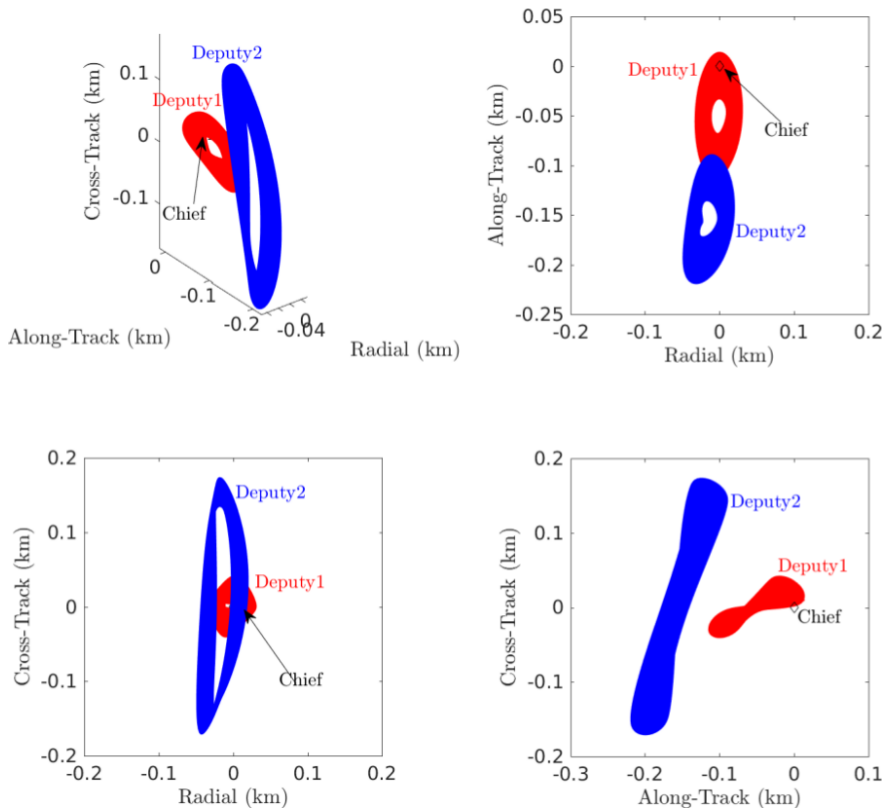 Deputy2
0.1
Deputy1
0
-0.1
Chief
Cross-Track (km)
0
-0.1
-0.2
0
-0.04
Along-Track (km)
Radial (km)
0.05
0
-0.05
-0.1
-0.15
-0.2
-0.25
Deputy1
Chief
Deputy2
Along-Track (km)
-0.2
-0.1
0
0.1
0.2
Radial (km)
0.2
0.1
0
-0.1
-0.2
Deputy2
Deputy1
Chief
Cross-Track (km)
-0.2
-0.1
0
0.1
0.2
Radial (km)
0.2
0.1
0
-0.1
-0.2
Deputy2
Deputy1
Chief
Cross-Track (km)
-0.3
-0.2
-0.1
0
0.1
Along-Track (km)